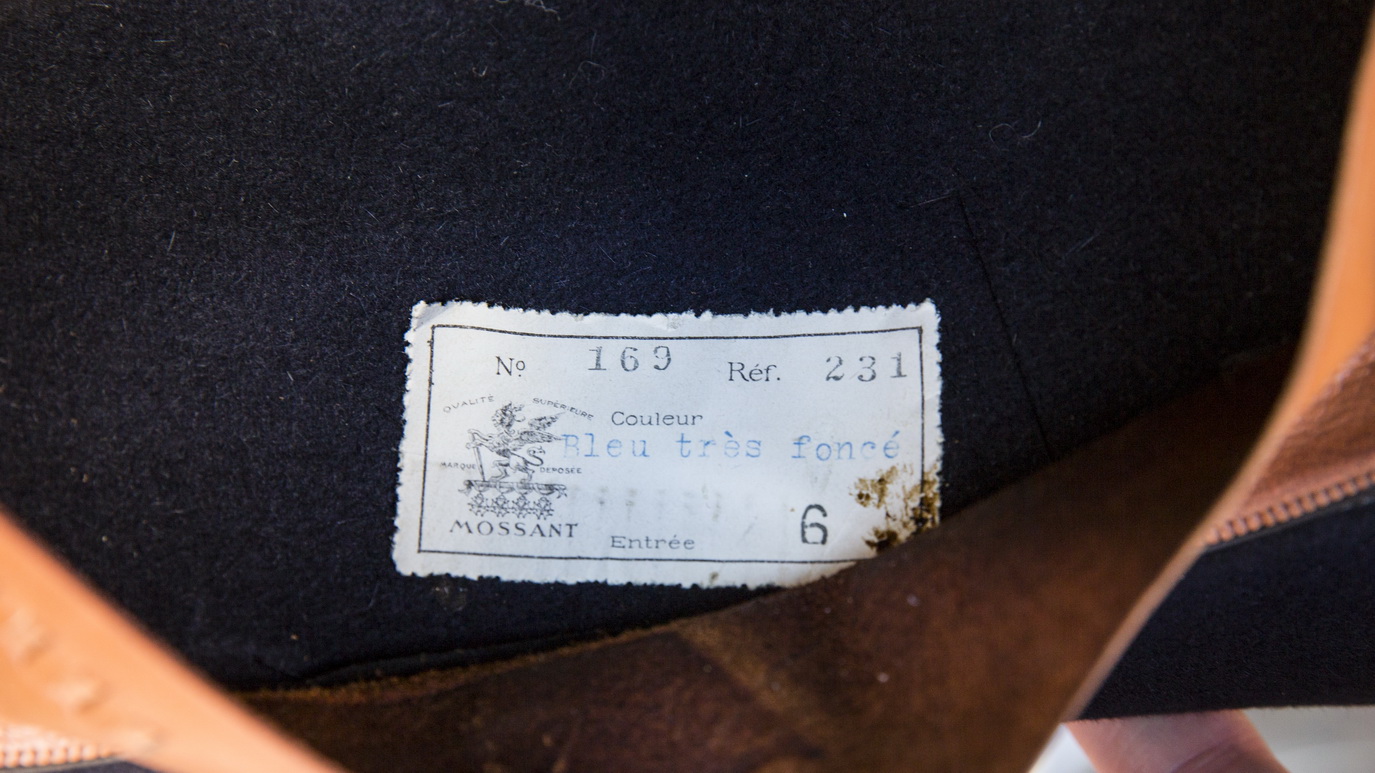 Nº 169 Réf. 231
QUALITÉ SUPÉRIEURE
Couleur
Bleu très foncé
MARQUE DÉPOSÉE
MOSSANT
Entrée 6